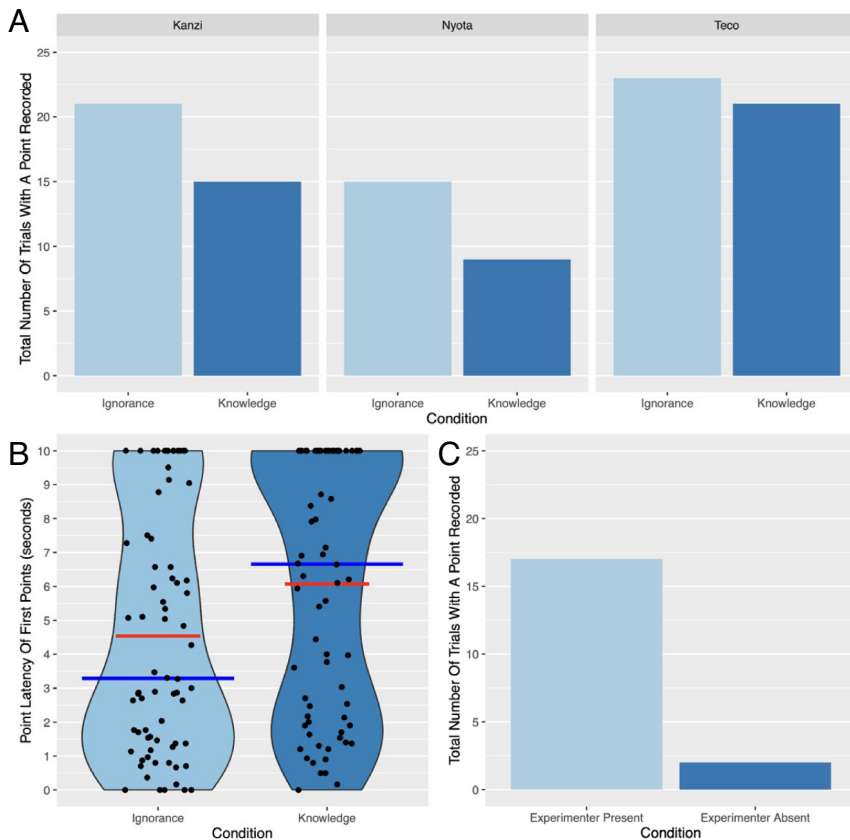 A
Kanzi
Nyota
Teco
Total Number Of Trials With A Point Recorded
25
20
15
10
5
0
Ignorance
Knowledge
Ignorance
Knowledge
Ignorance
Knowledge
Condition
B
Point Latency Of First Points (seconds)
10
9
8
7
6
5
4
3
2
1
0
Ignorance
Knowledge
Condition
C
Total Number Of Trials With A Point Recorded
25
20
15
10
5
0
Experimenter Present
Experimenter Absent
Condition